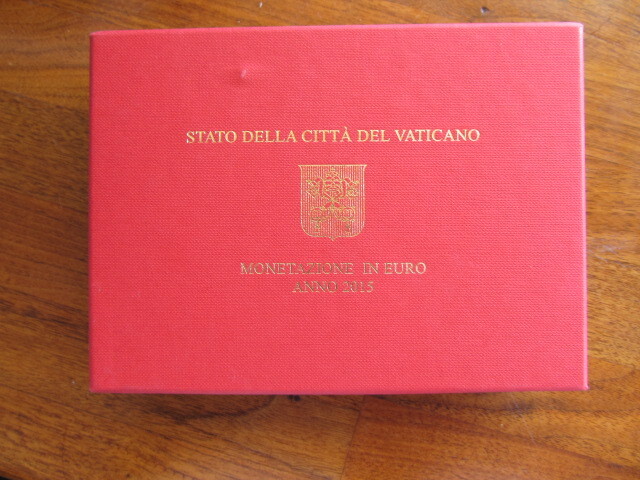 STATO DELLA CITTÀ DEL VATICANO
MONETAZIONE IN EURO
ANNO 2015